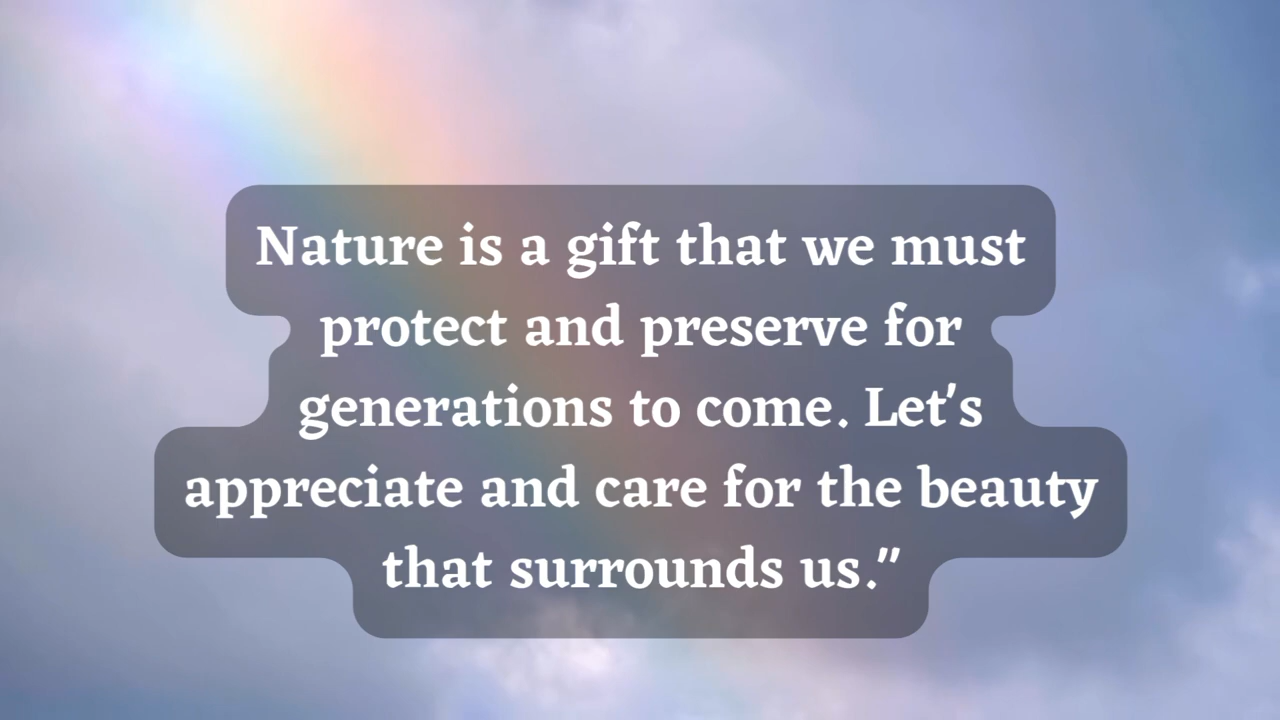 Nature is a gift that we must
protect and preserve for
generations to come. Let's
appreciate and care for the beauty
that surrounds us."